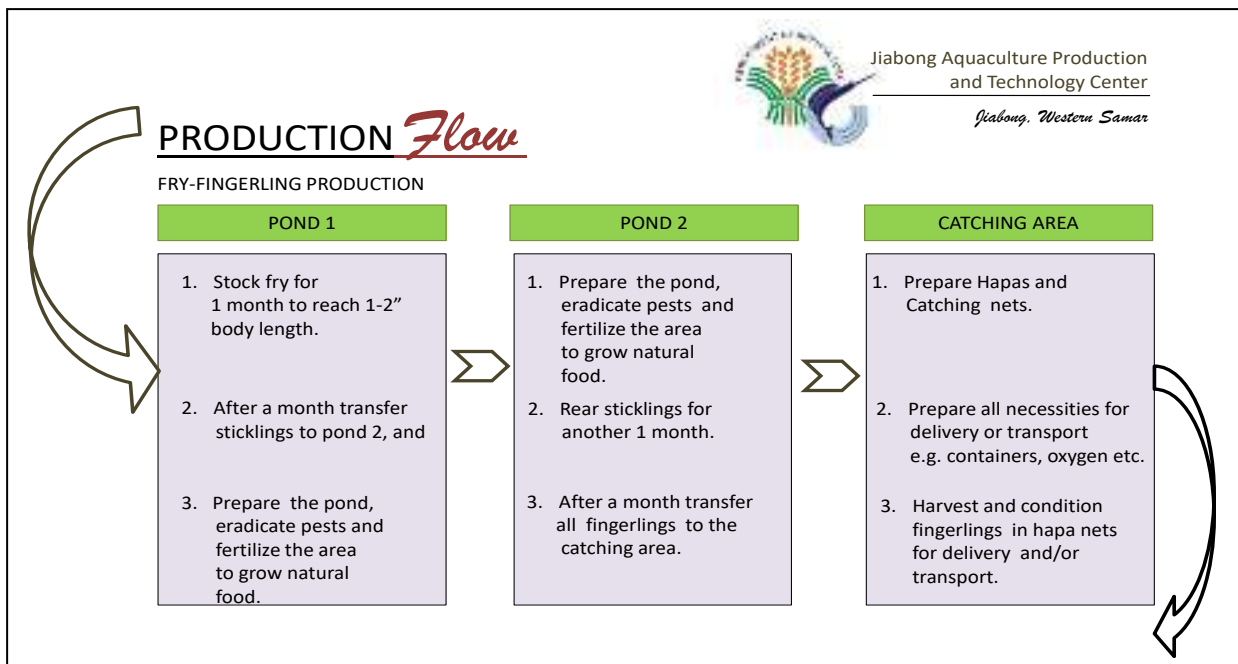 Jiabong Aquaculture Production
and Technology Center
Jiabong, Western Samar
PRODUCTION Flow
FRY-FINGERLING PRODUCTION
POND 1
1. Stock fry for
1 month to reach 1-2”
body length.
2. After a month transfer
sticklings to pond 2, and
3. Prepare the pond,
eradicate pests and
fertilize the area
to grow natural
food.
POND 2
1. Prepare the pond,
eradicate pests and
fertilize the area
to grow natural
food.
2. Rear sticklings for
another 1 month.
3. After a month transfer
all fingerlings to the
catching area.
CATCHING AREA
1. Prepare Hapas and
Catching nets.
2. Prepare all necessities for
delivery or transport
e.g. containers, oxygen etc.
3. Harvest and condition
fingerlings in hapa nets
for delivery and/or
transport.